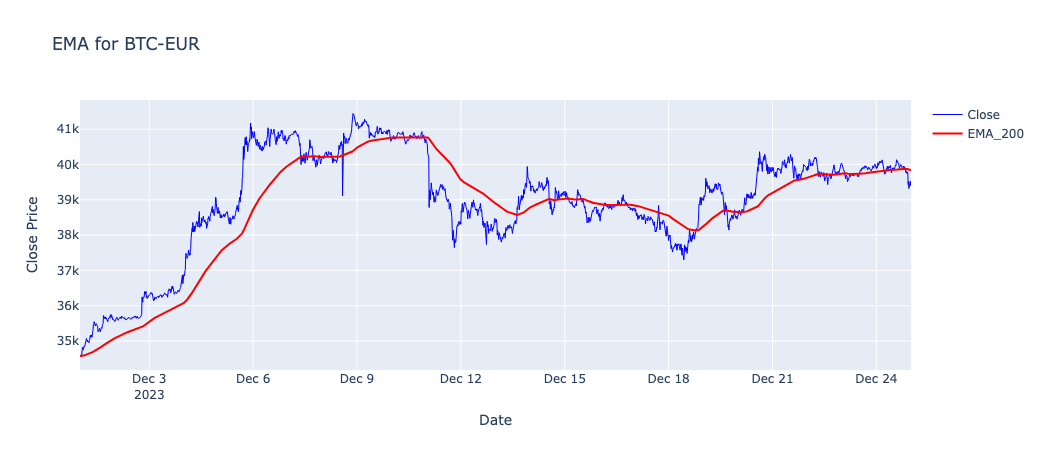 EMA for BTC-EUR
Close
EMA_200
41k
40k
39k
38k
37k
36k
35k
Close Price
Dec 3
2023
Dec 6
Dec 9
Dec 12
Dec 15
Dec 18
Dec 21
Dec 24
Date